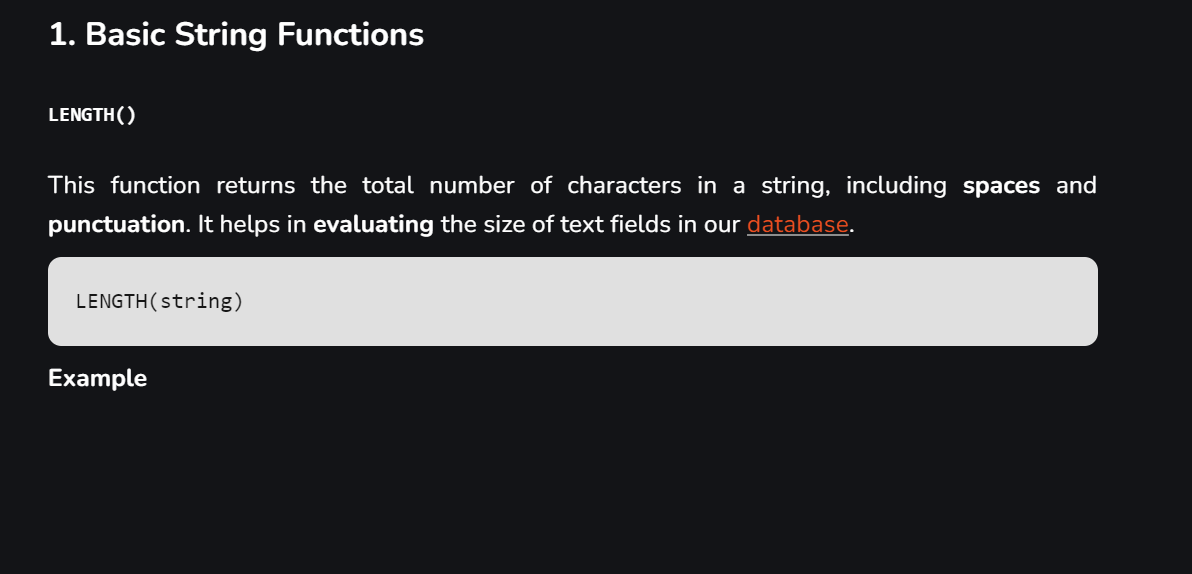 1. Basic String Functions
LENGTH()
This function returns the total number of characters in a string, including spaces and
punctuation. It helps in evaluating the size of text fields in our database.
LENGTH(string)
Example